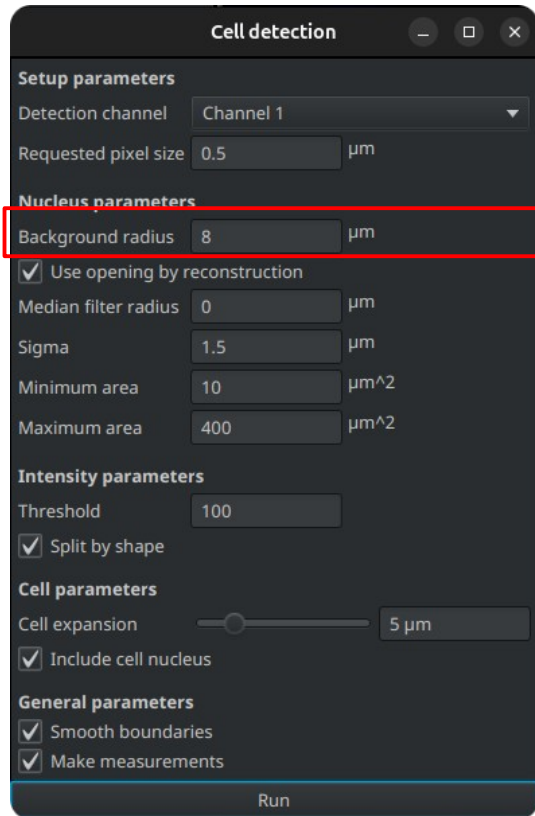 Cell detection
Setup parameters
Detection channel Channel 1
Requested pixel size 0.5 µm
Nucleus parameters
Background radius 8 µm
Use opening by reconstruction
Median filter radius 0 µm
Sigma 1.5 µm
Minimum area 10 µm^2
Maximum area 400 µm^2
Intensity parameters
Threshold 100
Split by shape
Cell parameters
Cell expansion 5 µm
Include cell nucleus
General parameters
Smooth boundaries
Make measurements
Run